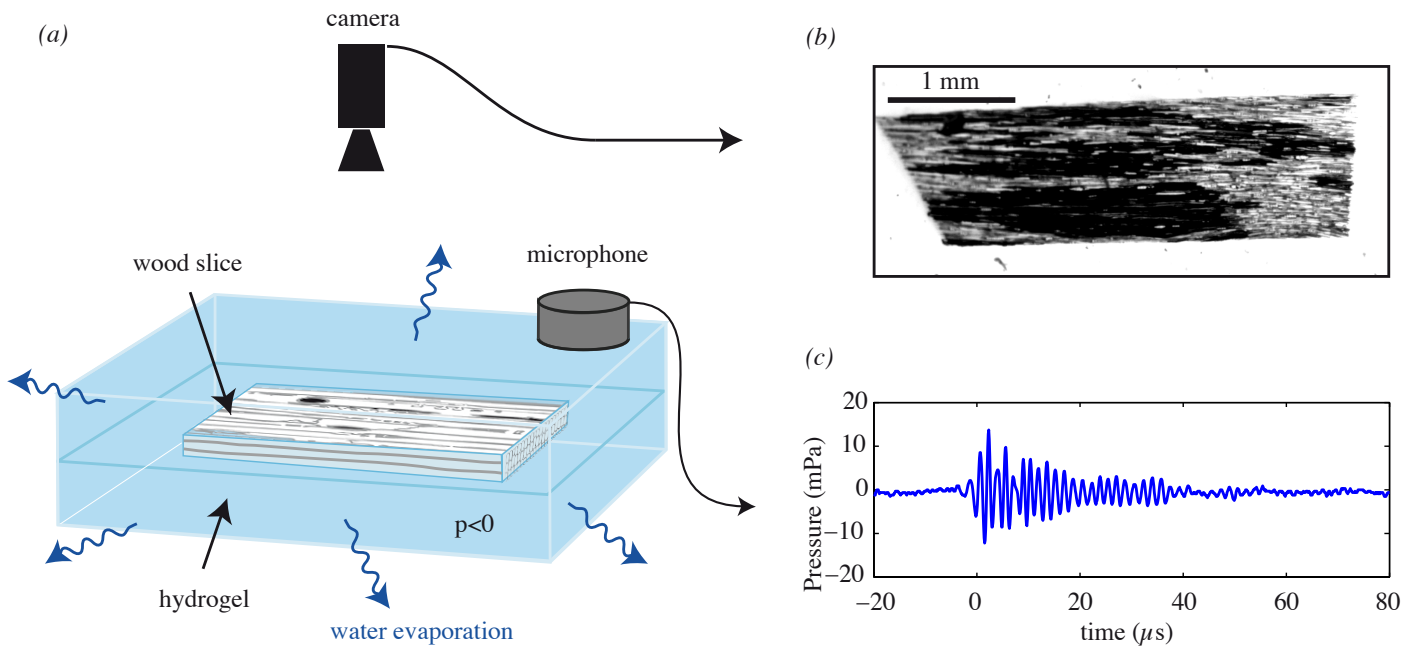 (a)
camera
wood slice
microphone
p<0
hydrogel
water evaporation
(b)
1 mm
(c)
Pressure (mPa)
20
10
0
−10
−20
−20 0 20 40 60 80
time (µs)